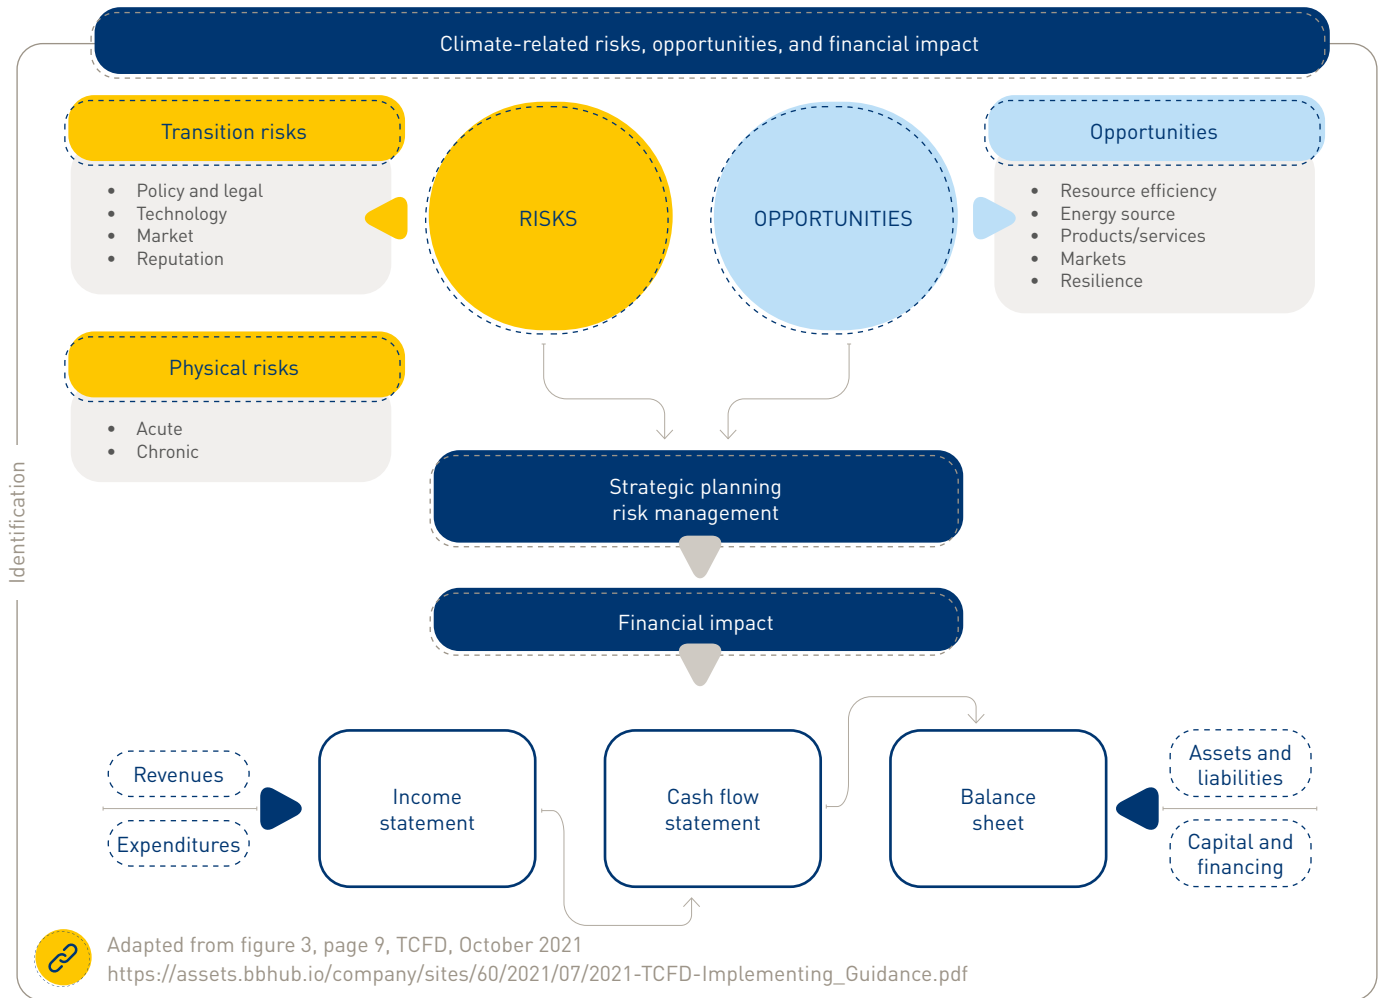 Climate-related risks, opportunities, and financial impact
Transition risks
• Policy and legal
• Technology
• Market
• Reputation
RISKS
OPPORTUNITIES
Opportunities
• Resource efficiency
• Energy source
• Products/services
• Markets
• Resilience
Physical risks
• Acute
• Chronic
Identification
Strategic planning
risk management
Financial impact
Revenues
Expenditures
Income
statement
Cash flow
statement
Balance
sheet
Assets and
liabilities
Capital and
financing
Adapted from figure 3, page 9, TCFD, October 2021
https://assets.bbhub.io/company/sites/60/2021/07/2021-TCFD-Implementing_Guidance.pdf